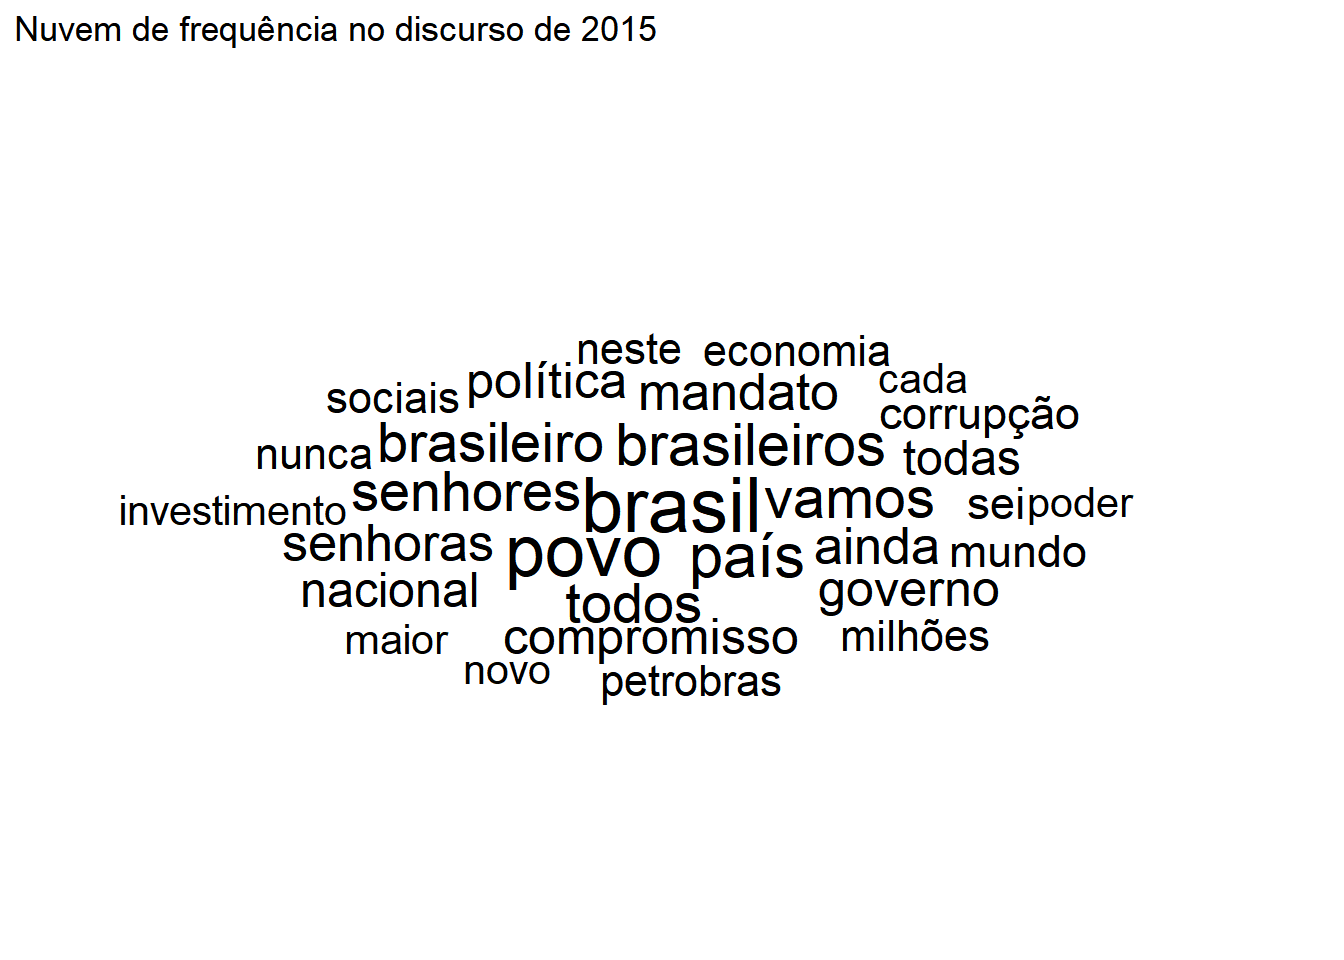 Nuvem de frequência no discurso de 2015
neste economia
política mandato cada
sociais corrupção
brasileiro brasileiros
nunca todas
senhores brasil vamos sei poder
investimento
senhoras povo país ainda mundo
nacional todos governo
maior compromisso milhões
novo petrobras